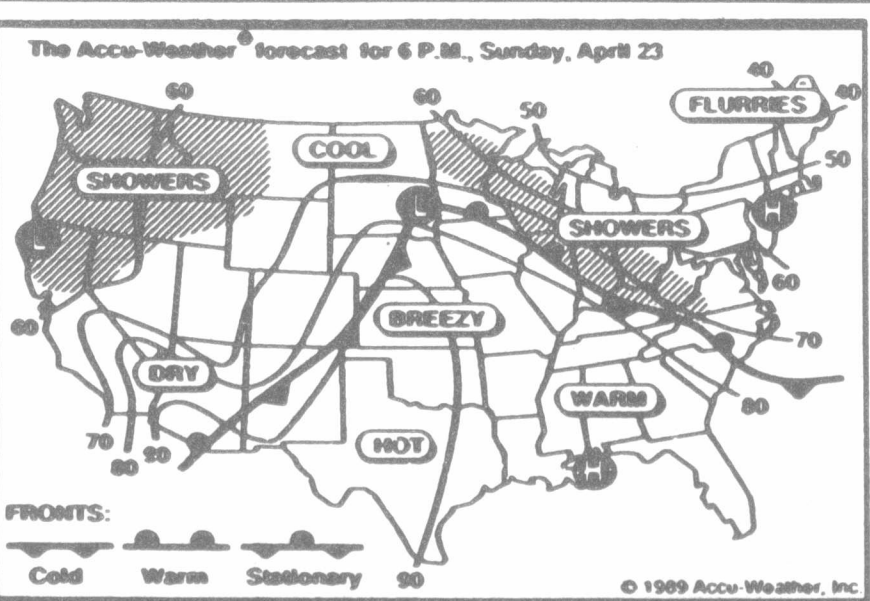 The Accu-Weather® forecast for 6 P.M., Sunday, April 23
60
60
50
40
40
FLURRIES
COOL
SHOWERS
50
L
L
H
SHOWERS
60
60
BREEZY
70
DRY
WARM
80
70
80
90
HOT
H
FRONTS:
Cold
Warm
Stationary
90
© 1989 Accu-Weather, Inc.